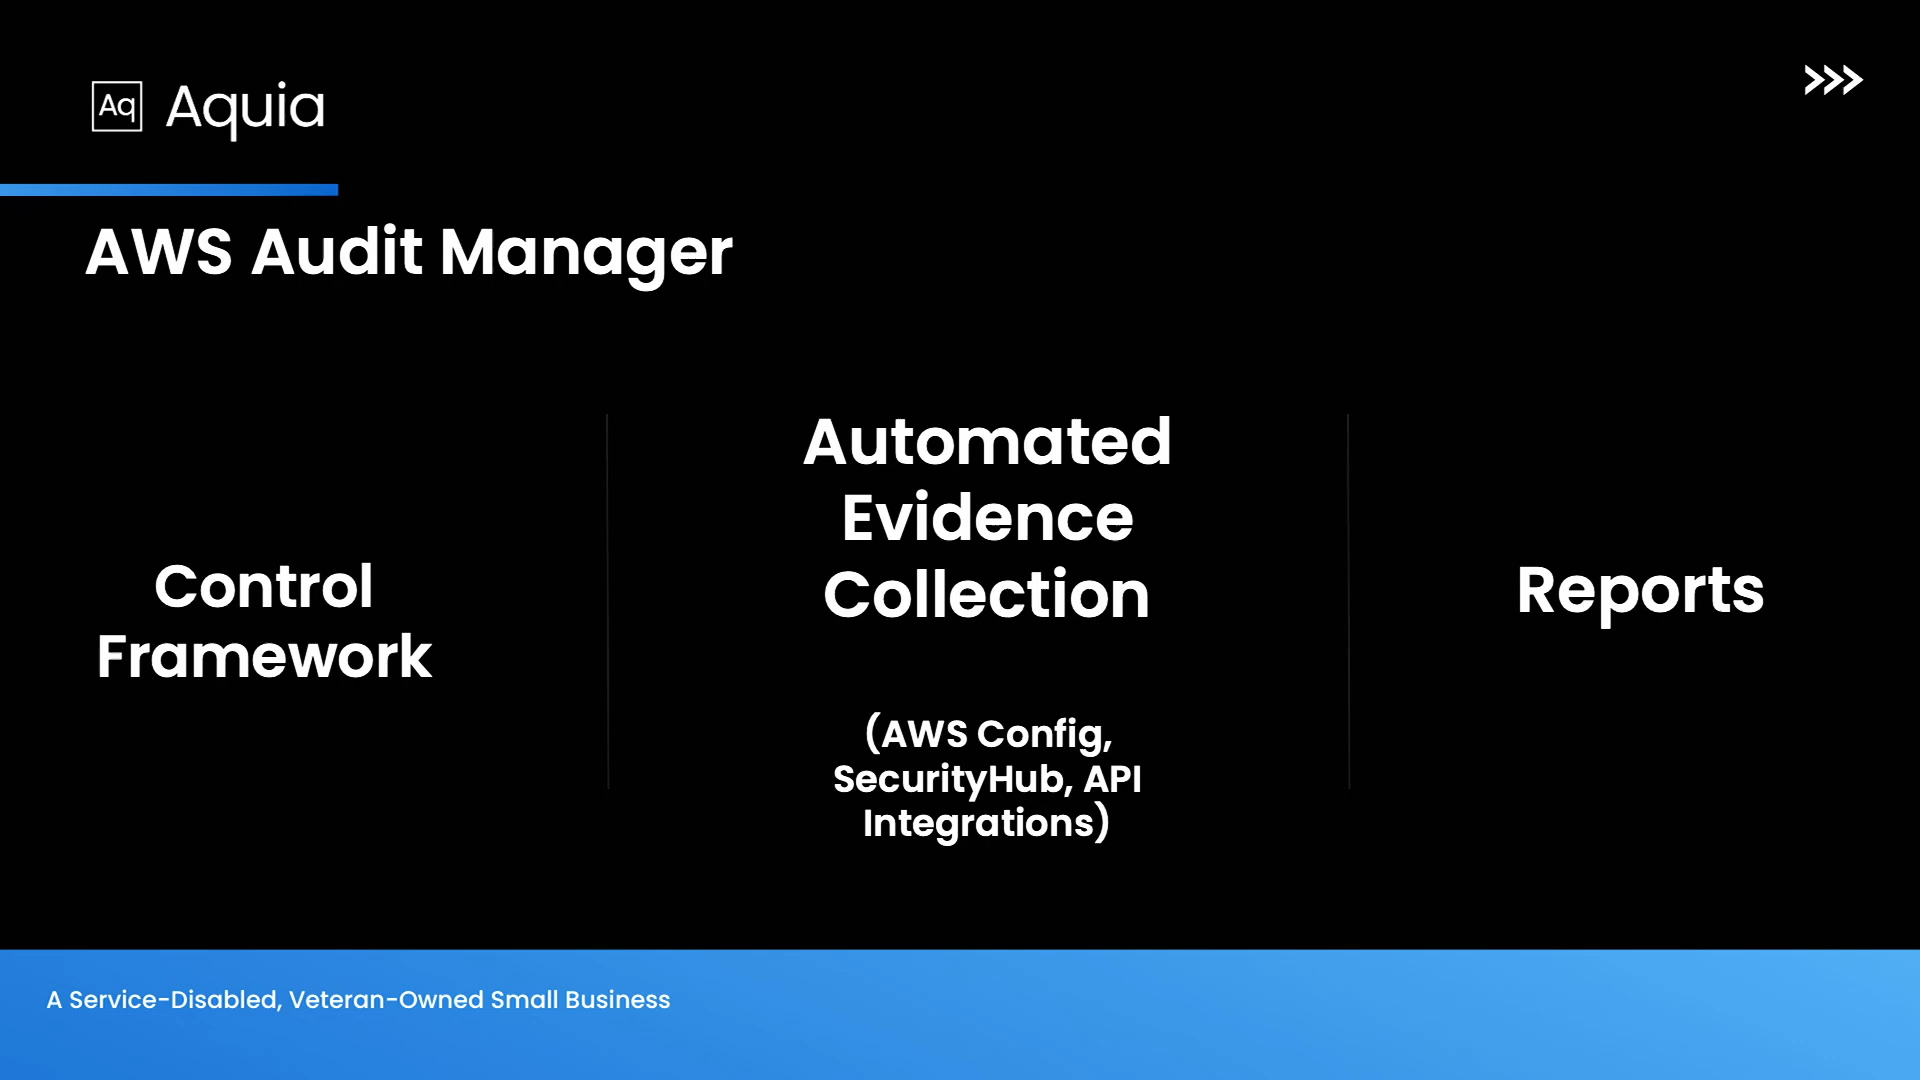 Aq Aquia
AWS Audit Manager
Control
Framework
Automated
Evidence
Collection
(AWS Config,
SecurityHub, API
Integrations)
Reports
A Service-Disabled, Veteran-Owned Small Business